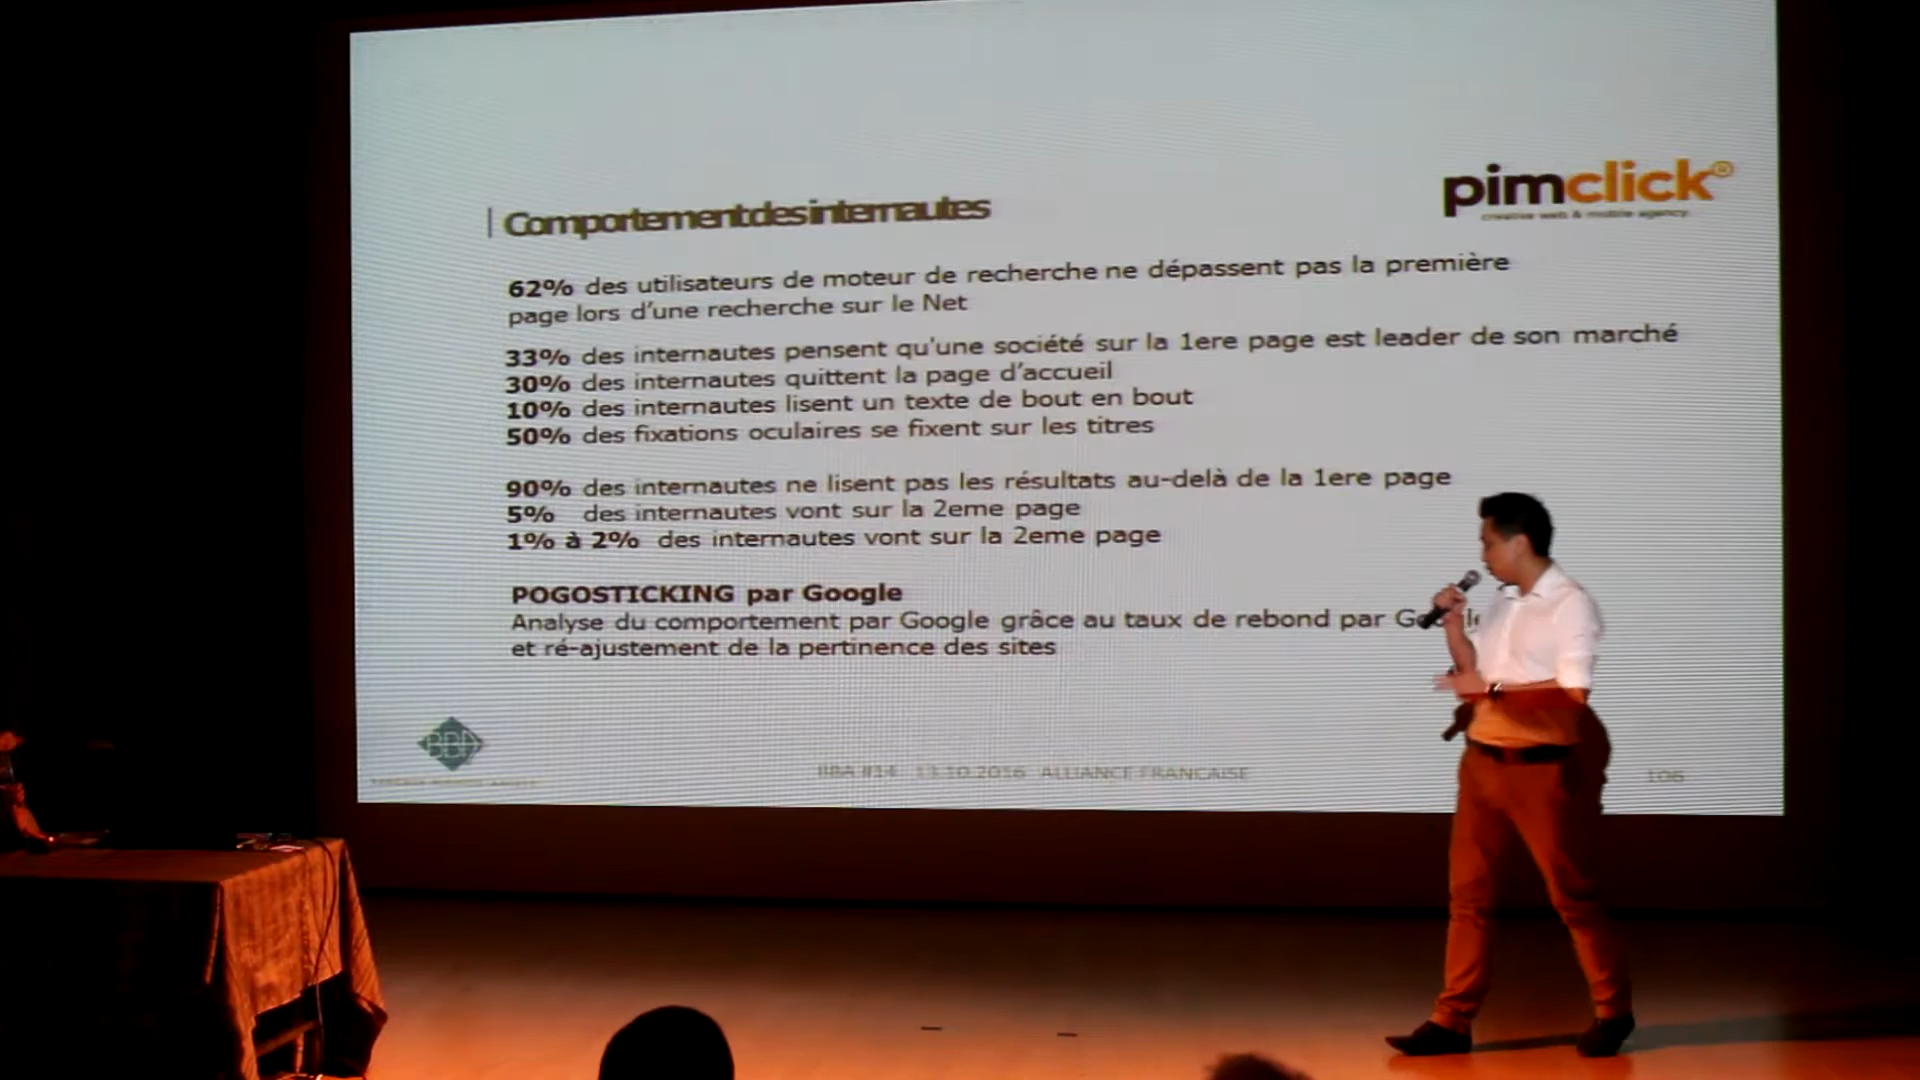 pimclick®
creative web & mobile agency
Comportement des internautes
62% des utilisateurs de moteur de recherche ne dépassent pas la première
page lors d'une recherche sur le Net
33% des internautes pensent qu'une société sur la 1ere page est leader de son marché
30% des internautes quittent la page d'accueil
10% des internautes lisent un texte de bout en bout
50% des fixations oculaires se fixent sur les titres
90% des internautes ne lisent pas les résultats au-delà de la 1ere page
5% des internautes vont sur la 2eme page
1% à 2% des internautes vont sur la 2eme page
POGOSTICKING par Google
Analyse du comportement par Google grâce au taux de rebond par Google
et ré-ajustement de la pertinence des sites
BBA
BBA #14 13.10.2016 ALLIANCE FRANCAISE
106